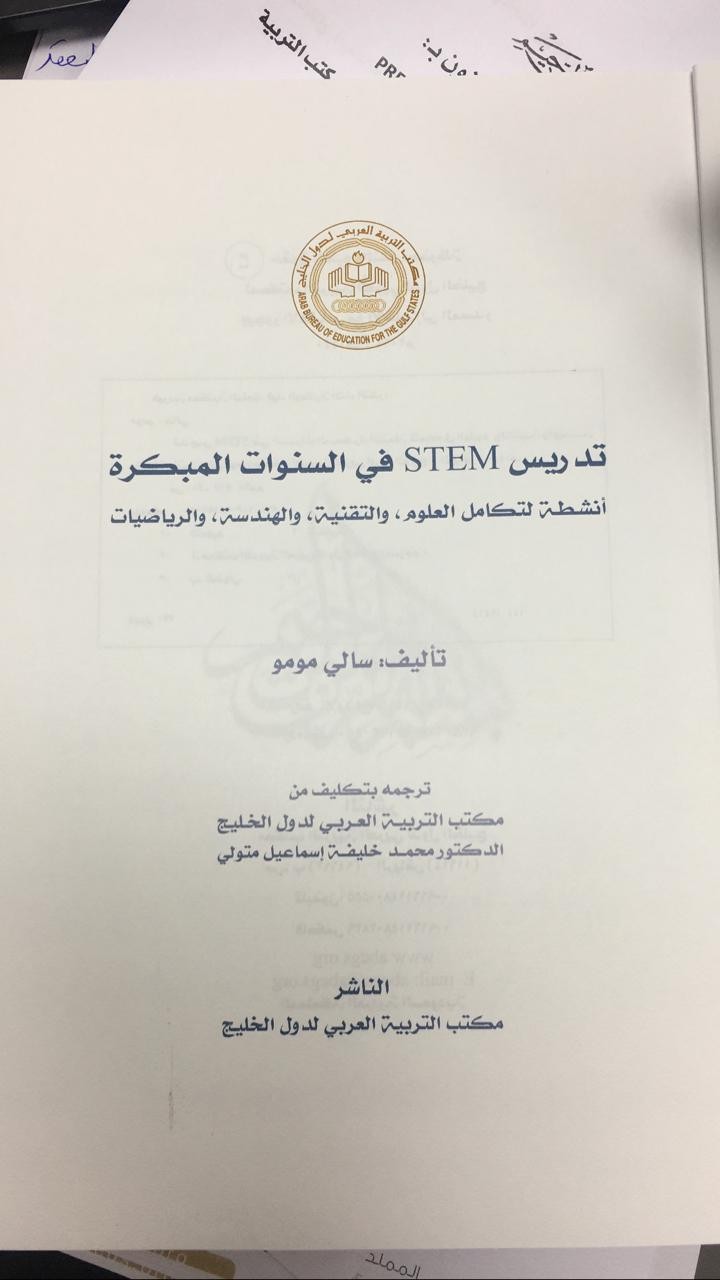 كتب التربية
مكتب التربية العربي لدول الخليج
ARAB BUREAU OF EDUCATION FOR THE GULF STATES
تدريس STEM في السنوات المبكرة
أنشطة لتكامل العلوم، والتقنية، والهندسة، والرياضيات
تأليف: سالي مومو
ترجمه بتكليف من
مكتب التربية العربي لدول الخليج
الدكتور محمد خليفة إسماعيل متولي
الناشر
مكتب التربية العربي لدول الخليج